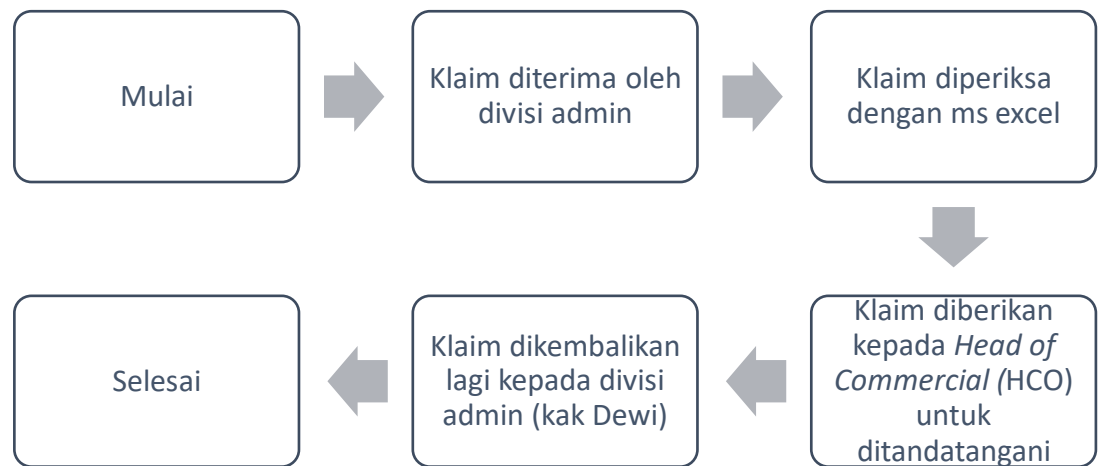 Mulai
Klaim diterima oleh
divisi admin
Klaim diperiksa
dengan ms excel
Klaim diberikan
kepada Head of
Commercial (HCO)
untuk
ditandatangani
Klaim dikembalikan
lagi kepada divisi
admin (kak Dewi)
Selesai